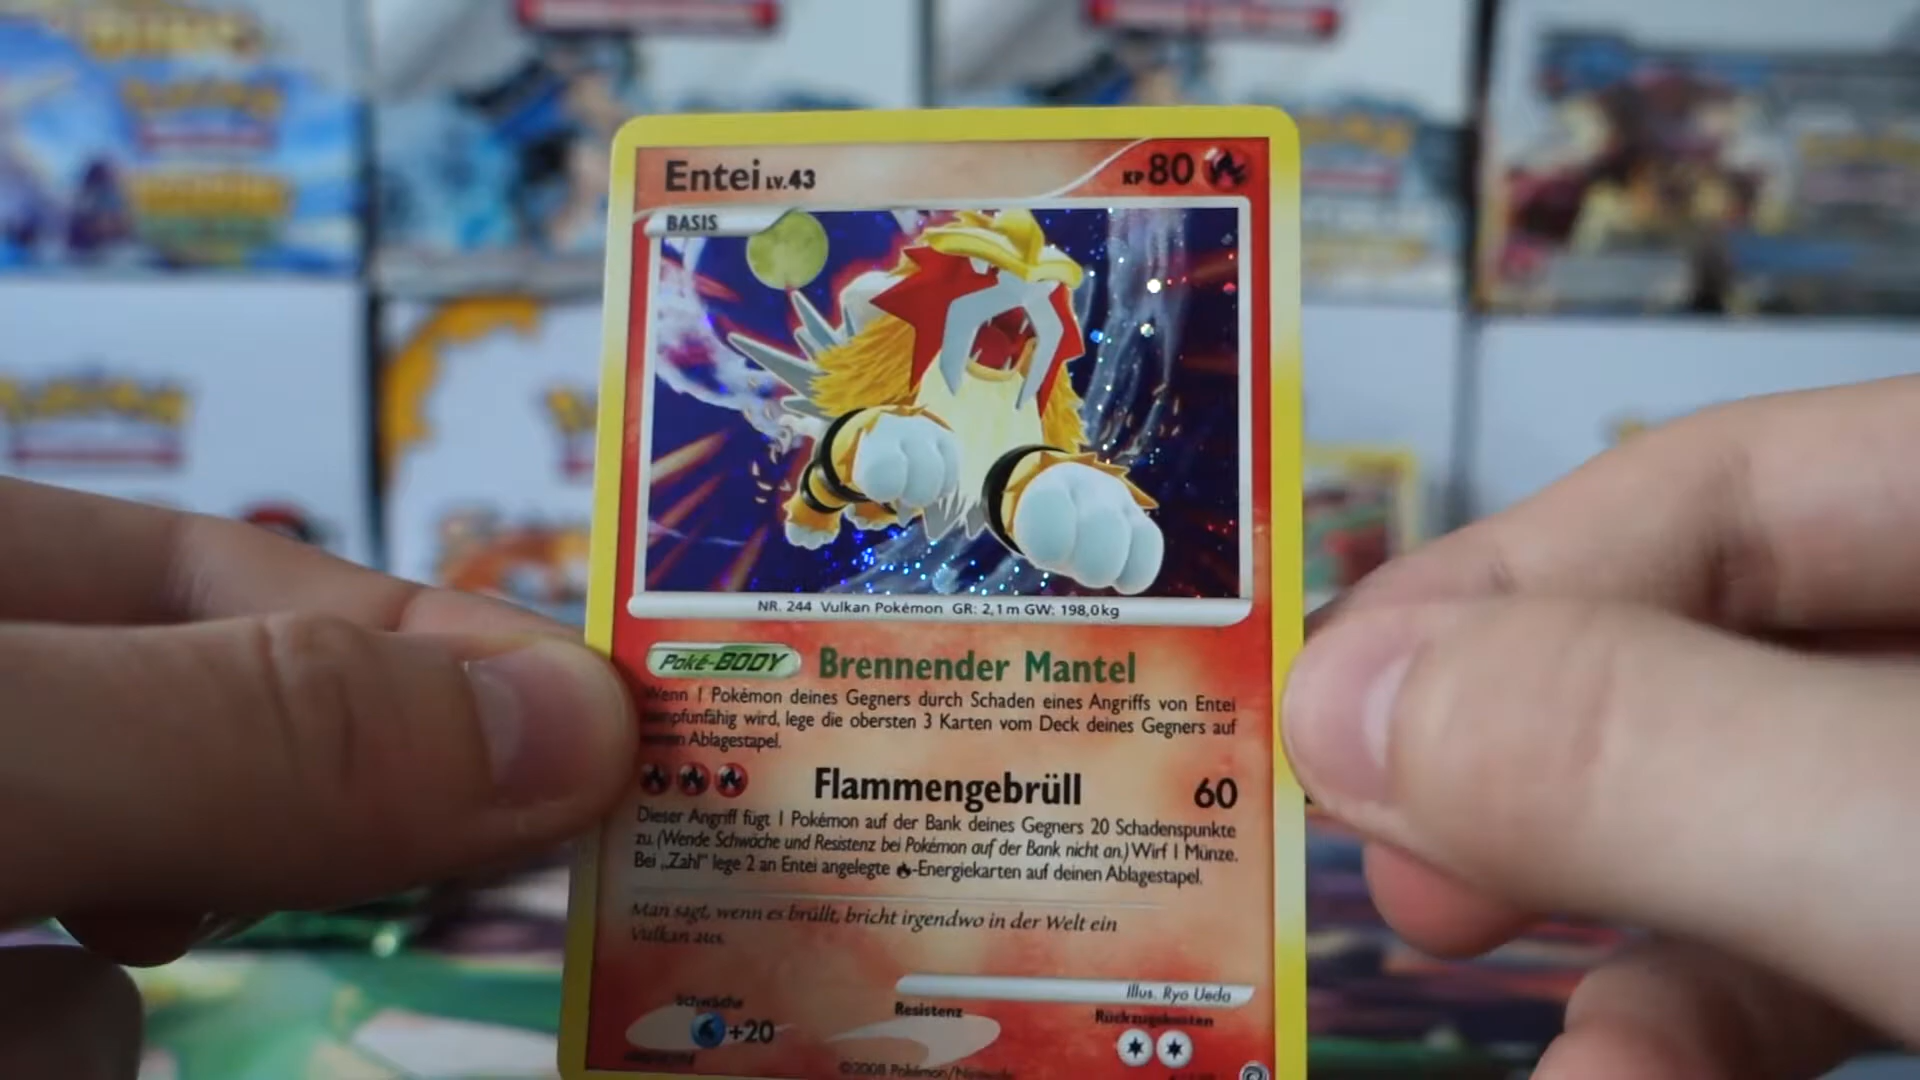 Entei LV.43
KP 80
BASIS
NR. 244 Vulkan Pokémon GR: 2,1m GW: 198,0kg
Poké-BODY Brennender Mantel
Wenn 1 Pokémon deines Gegners durch Schaden eines Angriffs von Entei
kampfunfähig wird, lege die obersten 3 Karten vom Deck deines Gegners auf
Ablagestapel.
Flammengebrüll 60
Dieser Angriff fügt 1 Pokémon auf der Bank deines Gegners 20 Schadenspunkte
zu. (Wende Schwäche und Resistenz bei Pokémon auf der Bank nicht an.) Wirf 1 Münze.
Bei „Zahl" lege 2 an Entei angelegte -Energiekarten auf deinen Ablagestapel.
Man sagt, wenn es brüllt, bricht irgendwo in der Welt ein
Vulkan aus.
Illus. Ryo Ueda
Schwäche
+20
Resistenz
Rückzugskosten
©2008 Pokémon/Nintendo